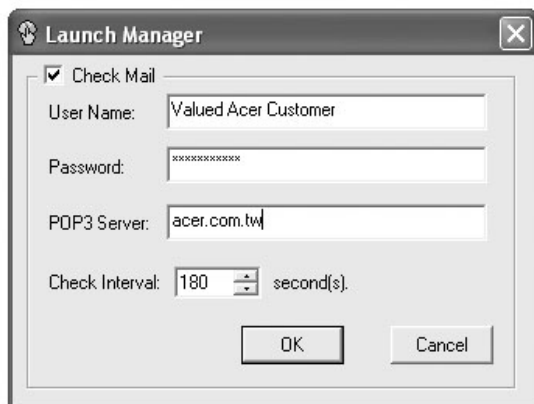 Launch Manager
Check Mail
User Name: Valued Acer Customer
Password: ***********
POP3 Server: acer.com.tw
Check Interval: 180 second(s).
OK Cancel